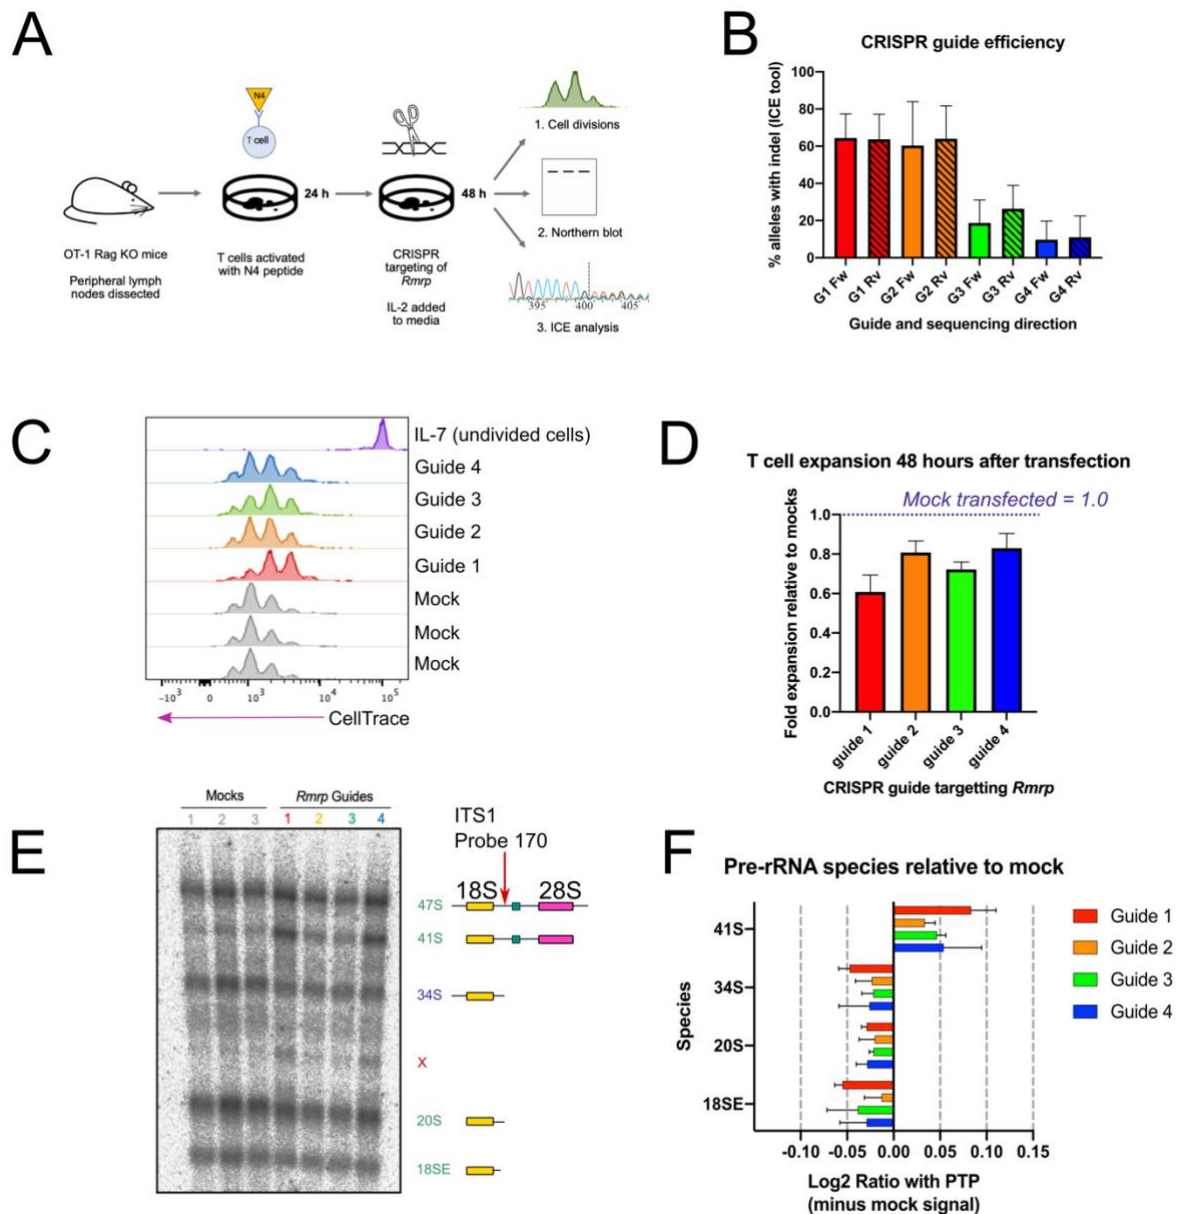 A
N4
T cell
24 h
48 h
OT-1 Rag KO mice
Peripheral lymph
nodes dissected
T cells activated
with N4 peptide
CRISPR
targeting of
Rmrp
IL-2 added
to media
1. Cell divisions
2. Northern blot
395 400 405
3. ICE analysis
B
CRISPR guide efficiency
% alleles with indel (ICE tool)
100
80
60
40
20
0
G1 Fw
G1 Rv
G2 Fw
G2 Rv
G3 Fw
G3 Rv
G4 Fw
G4 Rv
Guide and sequencing direction
C
IL-7 (undivided cells)
Guide 4
Guide 3
Guide 2
Guide 1
Mock
Mock
Mock
-10³ 0 10³ 10⁴ 10⁵
CellTrace
D
T cell expansion 48 hours after transfection
Mock transfected = 1.0
Fold expansion relative to mocks
1.0
0.8
0.6
0.4
0.2
0.0
guide 1
guide 2
guide 3
guide 4
CRISPR guide targetting Rmrp
E
Mocks Rmrp Guides
1 2 3 1 2 3 4
ITS1
Probe 170
18S 28S
47S
41S
34S
X
20S
18SE
F
Pre-rRNA species relative to mock
Species
41S
34S
20S
18SE
-0.10 -0.05 0.00 0.05 0.10 0.15
Log2 Ratio with PTP
(minus mock signal)
Guide 1
Guide 2
Guide 3
Guide 4